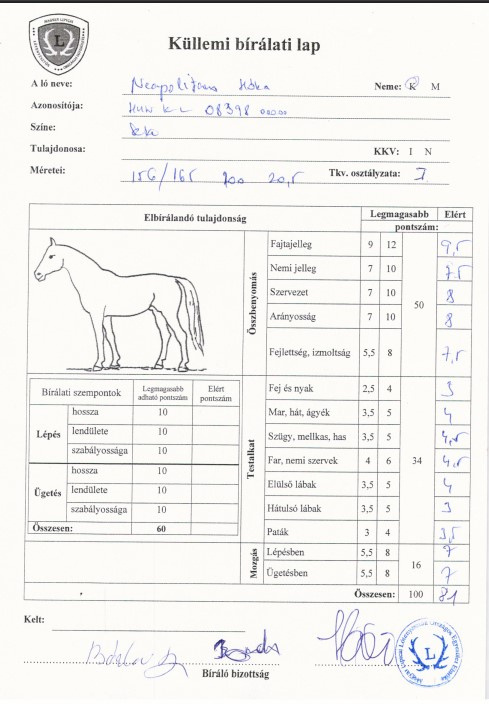 Küllemi bírálati lap
A ló neve: Neapolitano Hóka Neme: K M
Azonosítója: HUN K L 08398
Színe:
Tulajdonosa: KKV: I N
Méretei: 156/165 200 20,5 Tkv. osztályzata: I
Elbírálandó tulajdonság Legmagasabb Elért
pontszám:
Összbenyomás
Fajtajelleg 9 12 9,5
Nemi jelleg 7 10 7,5
Szervezet 7 10 8
50
Arányosság 7 10 8
Fejlettség, izmoltság 5,5 8 7,5
Bírálati szempontok Legmagasabb adható pontszám Elért pontszám
Lépés
hossza 10
lendülete 10
szabályossága 10
Ügetés
hossza 10
lendülete 10
szabályossága 10
Összesen: 60
Testalkat
Fej és nyak 2,5 4 3
Mar, hát, ágyék 3,5 5 4
Szügy, mellkas, has 3,5 5 4,5
Far, nemi szervek 4 6 34 4,5
Elülső lábak 3,5 5 4
Hátulsó lábak 3,5 5 3
Paták 3 4 3,5
Mozgás
Lépésben 5,5 8 7
16
Ügetésben 5,5 8 7
Összesen: 100 81
Kelt:
Bíráló bizottság